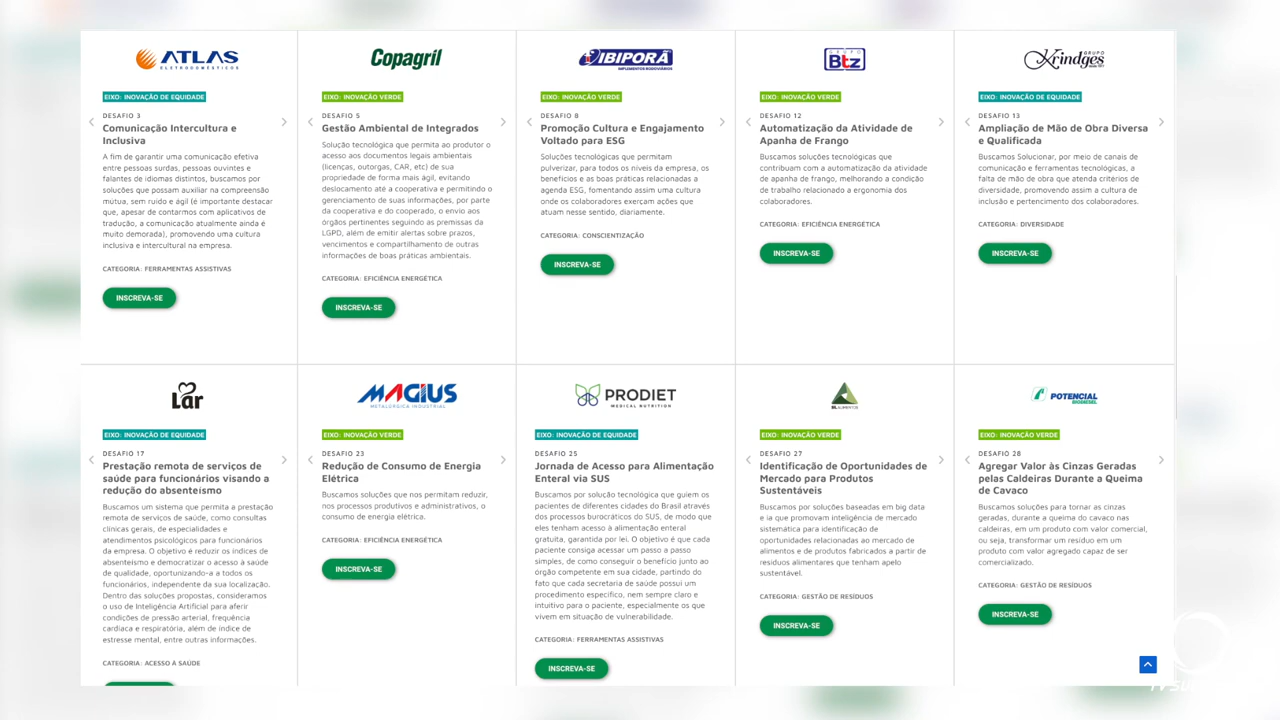 ATLAS
ELETRODOMÉSTICOS
EIXO: INOVAÇÃO DE EQUIDADE
DESAFIO 3
Comunicação Intercultura e
Inclusiva
A fim de garantir uma comunicação efetiva
entre pessoas surdas, pessoas ouvintes e
falantes de idiomas distintos, buscamos por
soluções que possam auxiliar na compreensão
mútua, sem ruído e ágil (é importante destacar
que, apesar de contarmos com aplicativos de
tradução, a comunicação atualmente ainda é
muito demorada), promovendo uma cultura
inclusiva e intercultural na empresa.
CATEGORIA: FERRAMENTAS ASSISTIVAS
INSCREVA-SE
Copagril
EIXO: INOVAÇÃO VERDE
DESAFIO 5
Gestão Ambiental de Integrados
Solução tecnológica que permita ao produtor o
acesso aos documentos legais ambientais
(licenças, outorgas, CAR, etc) de sua
propriedade de forma mais ágil, evitando
deslocamento até a cooperativa e permitindo o
gerenciamento de suas informações, por parte
da cooperativa e do cooperado, o envio aos
órgãos pertinentes seguindo as premissas da
LGPD, além de emitir alertas sobre prazos,
vencimentos e compartilhamento de outras
informações de boas práticas ambientais.
CATEGORIA: EFICIÊNCIA ENERGÉTICA
INSCREVA-SE
IBIPORÃ
IMPLEMENTOS RODOVIÁRIOS
EIXO: INOVAÇÃO VERDE
DESAFIO 8
Promoção Cultura e Engajamento
Voltado para ESG
Soluções tecnológicas que permitam
pulverizar, para todos os níveis da empresa, os
benefícios e as boas práticas relacionadas a
agenda ESG, fomentando assim uma cultura
onde os colaboradores exerçam ações que
atuam nesse sentido, diariamente.
CATEGORIA: CONSCIENTIZAÇÃO
INSCREVA-SE
GRUPO
Btz
EIXO: INOVAÇÃO VERDE
DESAFIO 12
Automatização da Atividade de
Apanha de Frango
Buscamos soluções tecnológicas que
contribuam com a automatização da atividade
de apanha de frango, melhorando a condição
de trabalho relacionado a ergonomia dos
colaboradores.
CATEGORIA: EFICIÊNCIA ENERGÉTICA
INSCREVA-SE
GRUPO
Krindges
EIXO: INOVAÇÃO DE EQUIDADE
DESAFIO 13
Ampliação de Mão de Obra Diversa
e Qualificada
Buscamos Solucionar, por meio de canais de
comunicação e ferramentas tecnológicas, a
falta de mão de obra que atenda critérios de
diversidade, promovendo assim a cultura de
inclusão e pertencimento dos colaboradores.
CATEGORIA: DIVERSIDADE
INSCREVA-SE
Lar
EIXO: INOVAÇÃO DE EQUIDADE
DESAFIO 17
Prestação remota de serviços de
saúde para funcionários visando a
redução do absenteísmo
Buscamos um sistema que permita a prestação
remota de serviços de saúde, como consultas
clínicas gerais, de especialidades e
atendimentos psicológicos para funcionários
da empresa. O objetivo é reduzir os índices de
absenteísmo e democratizar o acesso à saúde
de qualidade, oportunizando-a a todos os
funcionários, independente da sua localização.
Dentro das soluções propostas, consideramos
o uso de Inteligência Artificial para aferir
condições de pressão arterial, frequência
cardíaca e respiratória, além de índice de
estresse mental, entre outras informações.
CATEGORIA: ACESSO À SAÚDE
MAGIUS
METALÚRGICA INDUSTRIAL
EIXO: INOVAÇÃO VERDE
DESAFIO 23
Redução de Consumo de Energia
Elétrica
Buscamos soluções que nos permitam reduzir,
nos processos produtivos e administrativos, o
consumo de energia elétrica.
CATEGORIA: EFICIÊNCIA ENERGÉTICA
INSCREVA-SE
PRODIET
MEDICAL NUTRITION
EIXO: INOVAÇÃO DE EQUIDADE
DESAFIO 25
Jornada de Acesso para Alimentação
Enteral via SUS
Buscamos por solução tecnológica que guiem os
pacientes de diferentes cidades do Brasil através
dos processos burocráticos do SUS, de modo que
eles tenham acesso à alimentação enteral
gratuita, garantida por lei. O objetivo é que cada
paciente consiga acessar um passo a passo
simples, de como conseguir o benefício junto ao
órgão competente em sua cidade, partindo do
fato que cada secretaria de saúde possui um
procedimento específico, nem sempre claro e
intuitivo para o paciente, especialmente os que
vivem em situação de vulnerabilidade.
CATEGORIA: FERRAMENTAS ASSISTIVAS
INSCREVA-SE
EIXO: INOVAÇÃO VERDE
DESAFIO 27
Identificação de Oportunidades de
Mercado para Produtos
Sustentáveis
Buscamos por soluções baseadas em big data
e ia que promovam inteligência de mercado
sistemática para identificação de
oportunidades relacionadas ao mercado de
alimentos e de produtos fabricados a partir de
resíduos alimentares que tenham apelo
sustentável.
CATEGORIA: GESTÃO DE RESÍDUOS
INSCREVA-SE
POTENCIAL
BIODIESEL
EIXO: INOVAÇÃO VERDE
DESAFIO 28
Agregar Valor às Cinzas Geradas
pelas Caldeiras Durante a Queima
de Cavaco
Buscamos soluções para tornar as cinzas
geradas, durante a queima do cavaco nas
caldeiras, em um produto com valor comercial,
ou seja, transformar um resíduo em um
produto com valor agregado capaz de ser
comercializado.
CATEGORIA: GESTÃO DE RESÍDUOS
INSCREVA-SE